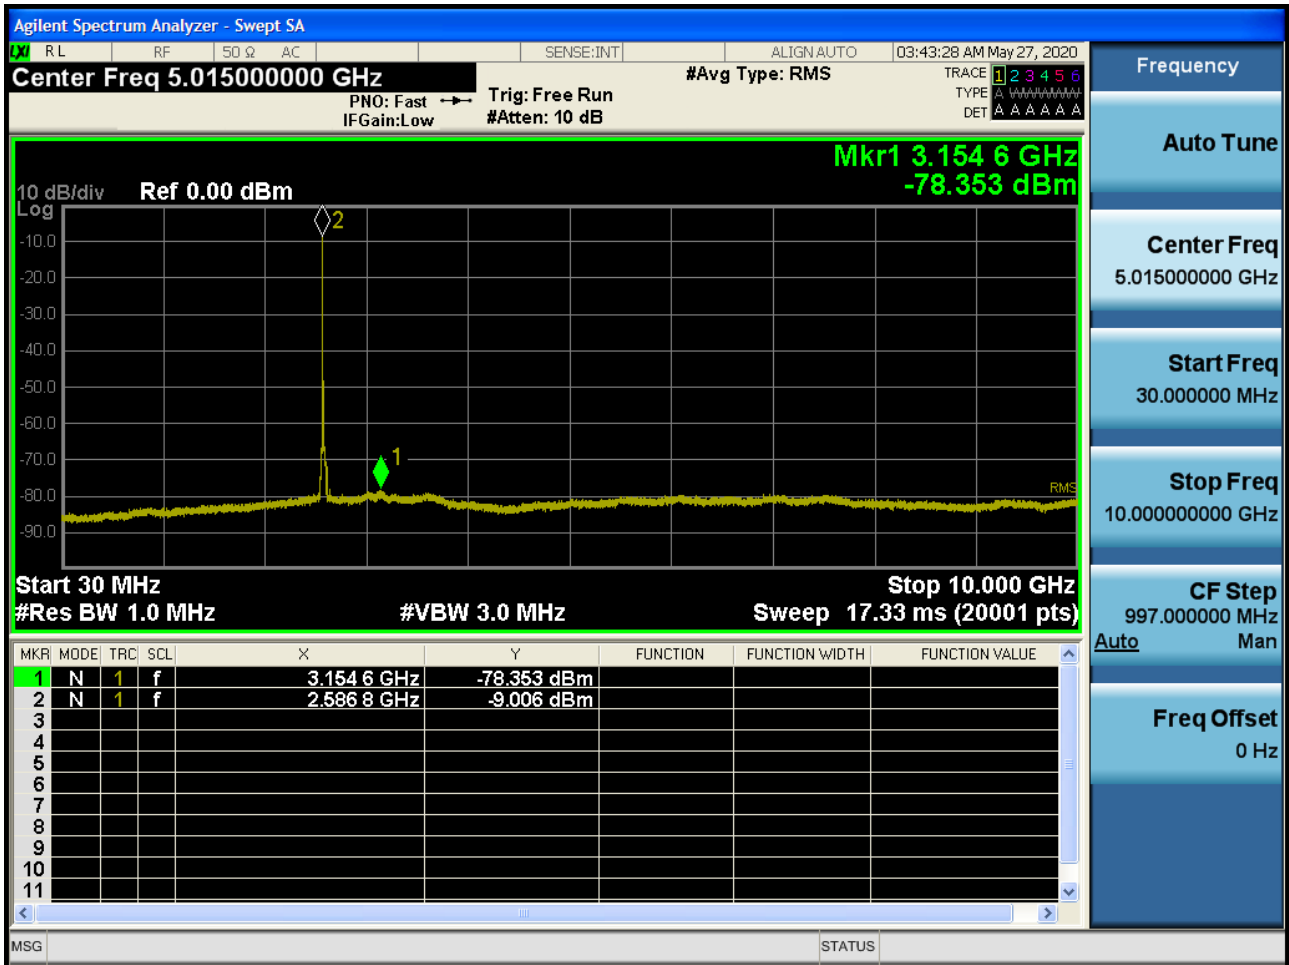 Agilent Spectrum Analyzer - Swept SA
LXI RL RF 50 Ω AC SENSE:INT ALIGNAUTO 03:43:28 AM May 27, 2020
Center Freq 5.015000000 GHz
PNO: Fast
IFGain:Low
Trig: Free Run
#Atten: 10 dB
#Avg Type: RMS
TRACE 1 2 3 4 5 6
TYPE A WWWWWW
DET A A A A A A
Mkr1 3.154 6 GHz
-78.353 dBm
10 dB/div Ref 0.00 dBm
Log
2
-10.0
-20.0
-30.0
-40.0
-50.0
-60.0
-70.0
1
-80.0
RMS
-90.0
Start 30 MHz Stop 10.000 GHz
#Res BW 1.0 MHz #VBW 3.0 MHz Sweep 17.33 ms (20001 pts)
MKR MODE TRC SCL X Y FUNCTION FUNCTION WIDTH FUNCTION VALUE
1 N 1 f 3.154 6 GHz -78.353 dBm
2 N 1 f 2.586 8 GHz -9.006 dBm
3
4
5
6
7
8
9
10
11
MSG STATUS
Frequency
Auto Tune
Center Freq
5.015000000 GHz
Start Freq
30.000000 MHz
Stop Freq
10.000000000 GHz
CF Step
997.000000 MHz
Auto Man
Freq Offset
0 Hz